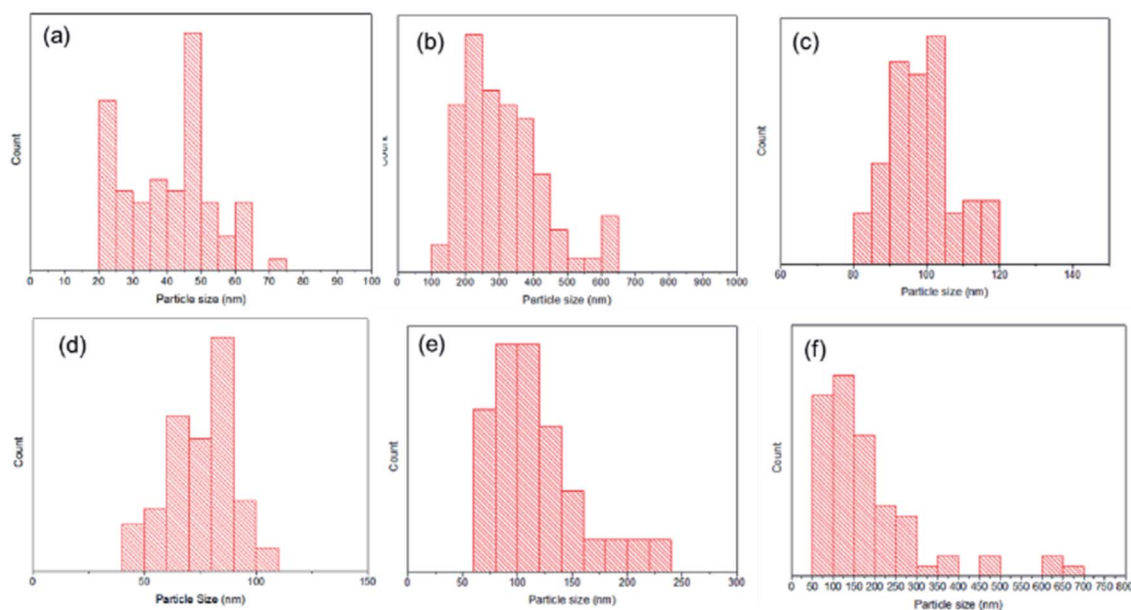 (a)
Count
0 10 20 30 40 50 60 70 80 90 100
Particle size (nm)
(b)
Count
0 100 200 300 400 500 600 700 800 900 1000
Particle size (nm)
(c)
Count
60 80 100 120 140
Particle size (nm)
(d)
Count
0 50 100 150
Particle Size (nm)
(e)
Count
0 50 100 150 200 250 300
Particle size (nm)
(f)
Count
0 50 100 150 200 250 300 350 400 450 500 550 600 650 700 750 800
Particle size (nm)